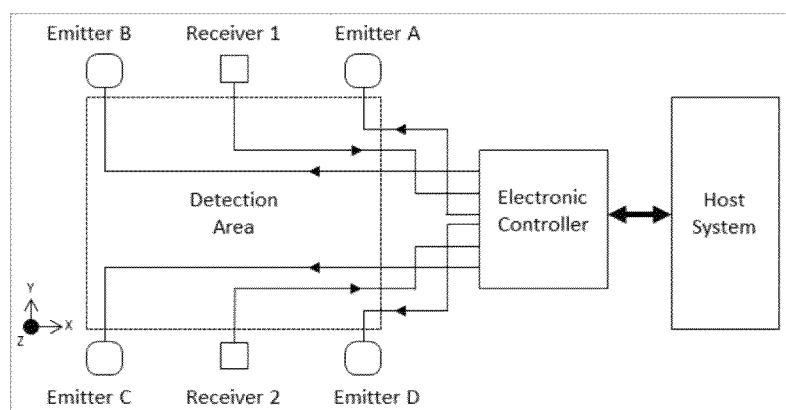 Emitter B Receiver 1 Emitter A
Detection
Area
Electronic
Controller
Host
System
Y
X
Z
Emitter C Receiver 2 Emitter D